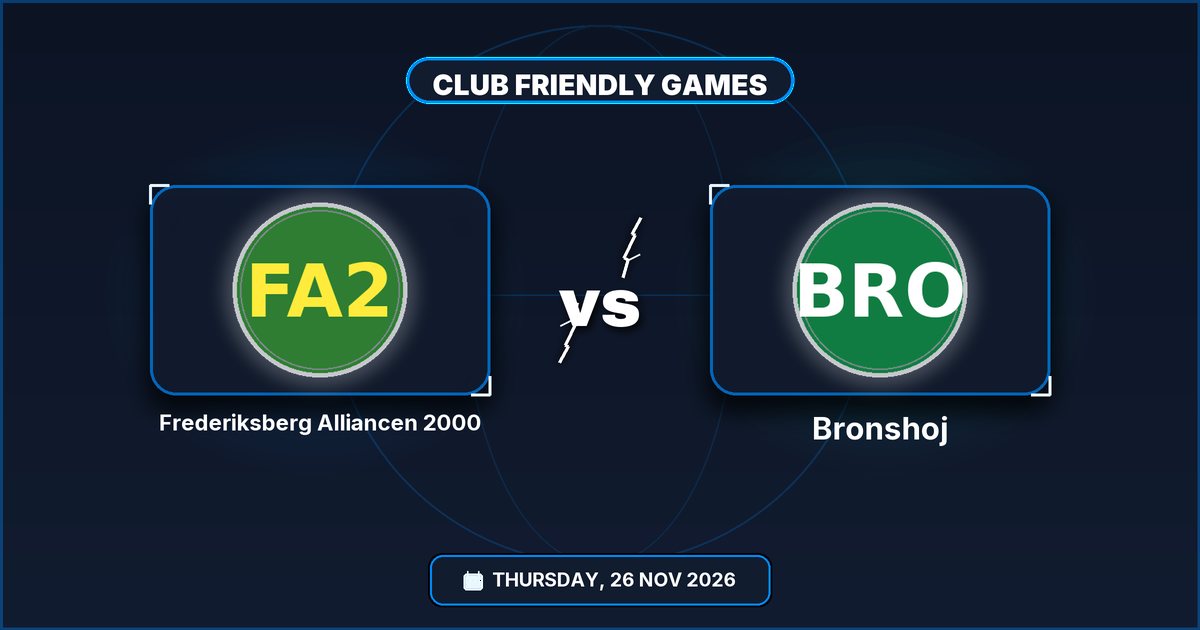 CLUB FRIENDLY GAMES
FA2
VS
BRO
Frederiksberg Alliancen 2000
Bronshoj
THURSDAY, 26 NOV 2026